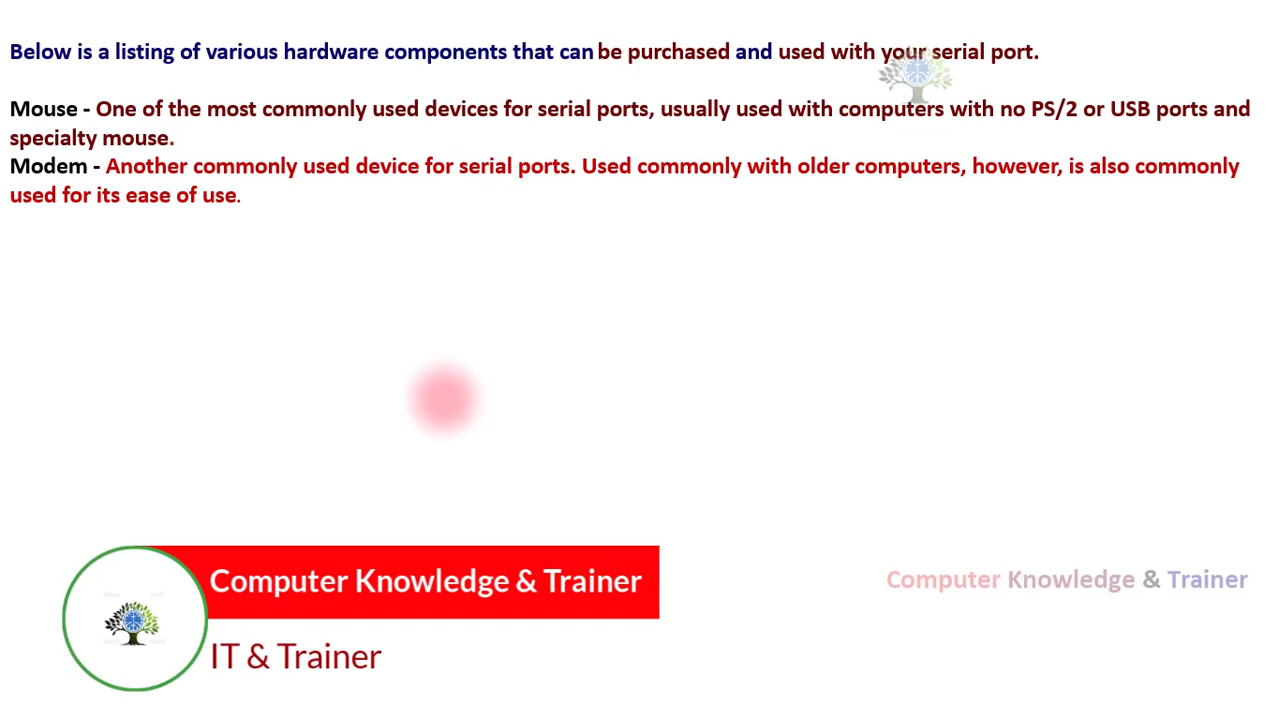 Below is a listing of various hardware components that can be purchased and used with your serial port.
Mouse - One of the most commonly used devices for serial ports, usually used with computers with no PS/2 or USB ports and
specialty mouse.
Modem - Another commonly used device for serial ports. Used commonly with older computers, however, is also commonly
used for its ease of use.
Computer Knowledge & Trainer
Computer Knowledge & Trainer
IT & Trainer